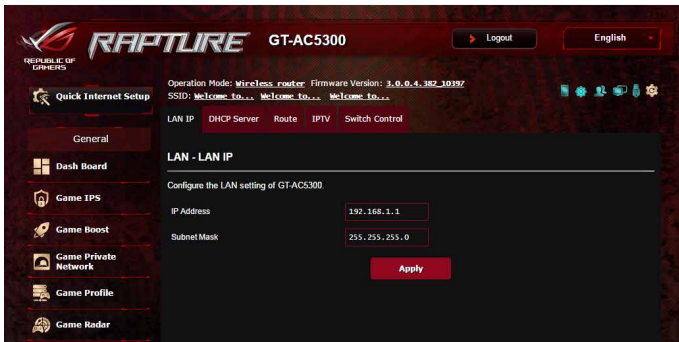 REPUBLIC OF
GAMERS
RAPTURE
GT-AC5300
Logout
English
Quick Internet Setup
Operation Mode: Wireless router Firmware Version: 3.0.0.4.382_10397
SSID: Welcome to... Welcome to... Welcome to...
LAN IP DHCP Server Route IPTV Switch Control
General
Dash Board
Game IPS
Game Boost
Game Private
Network
Game Profile
Game Radar
LAN - LAN IP
Configure the LAN setting of GT-AC5300.
IP Address 192.168.1.1
Subnet Mask 255.255.255.0
Apply